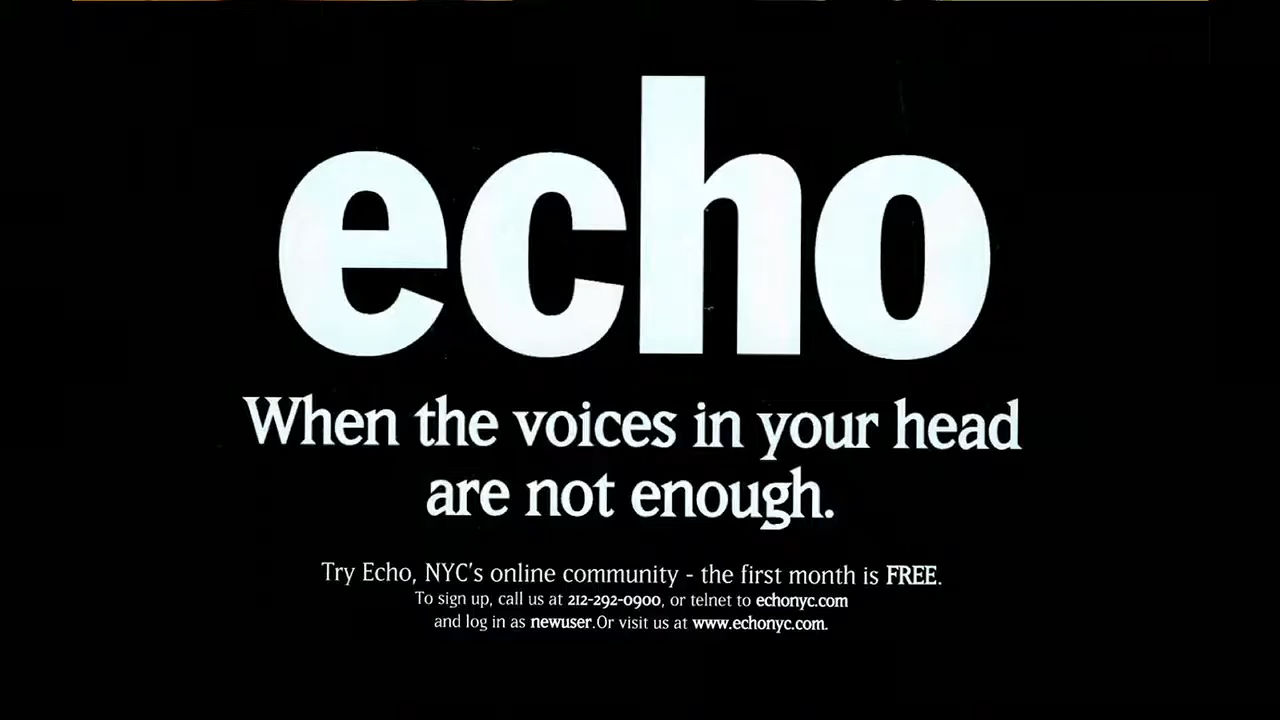 echo
When the voices in your head
are not enough.
Try Echo, NYC's online community - the first month is FREE.
To sign up, call us at 212-292-0900, or telnet to echonyc.com
and log in as newuser.Or visit us at www.echonyc.com.